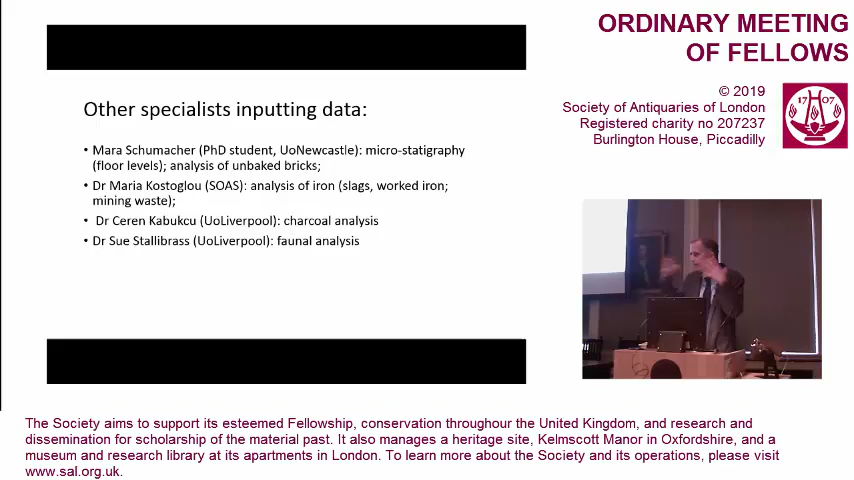 ORDINARY MEETING
OF FELLOWS
© 2019
Society of Antiquaries of London
Registered charity no 207237
Burlington House, Piccadilly
17 07
Other specialists inputting data:
• Mara Schumacher (PhD student, UoNewcastle): micro-statigraphy
(floor levels); analysis of unbaked bricks;
• Dr Maria Kostoglou (SOAS): analysis of iron (slags, worked iron;
mining waste);
• Dr Ceren Kabukcu (UoLiverpool): charcoal analysis
• Dr Sue Stallibrass (UoLiverpool): faunal analysis
The Society aims to support its esteemed Fellowship, conservation throughour the United Kingdom, and research and
dissemination for scholarship of the material past. It also manages a heritage site, Kelmscott Manor in Oxfordshire, and a
museum and research library at its apartments in London. To learn more about the Society and its operations, please visit
www.sal.org.uk.